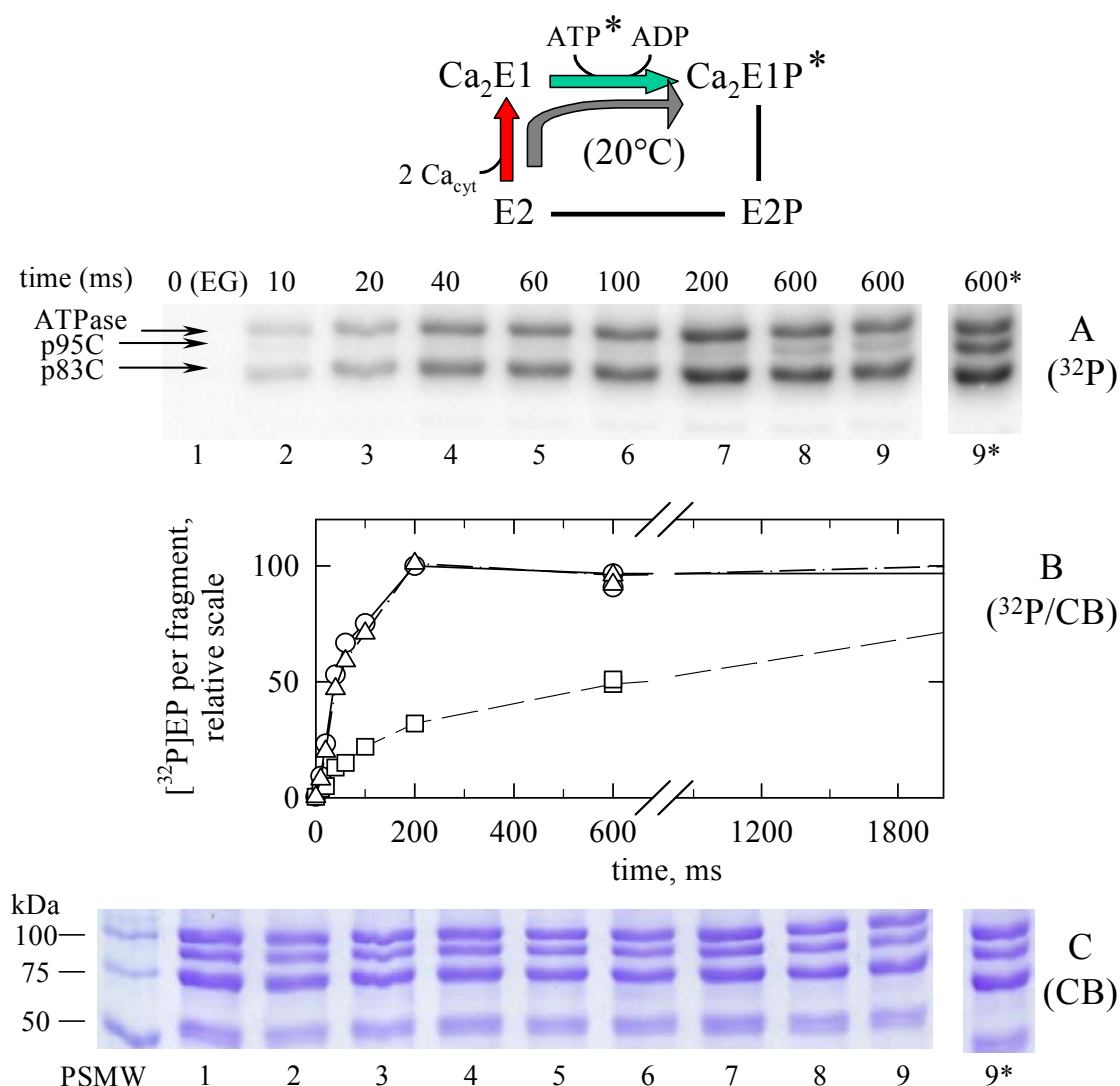 ATP* ADP
Ca₂E1 Ca₂E1P*
(20°C)
2 Ca_cyt
E2 E2P
time (ms) 0 (EG) 10 20 40 60 100 200 600 600 600*
ATPase
p95C
p83C
A
(³²P)
1 2 3 4 5 6 7 8 9 9*
[³²P]EP per fragment,
relative scale
100
50
0
0 200 400 600 1200 1800
time, ms
B
(³²P/CB)
kDa
100
75
50
C
(CB)
PSMW 1 2 3 4 5 6 7 8 9 9*